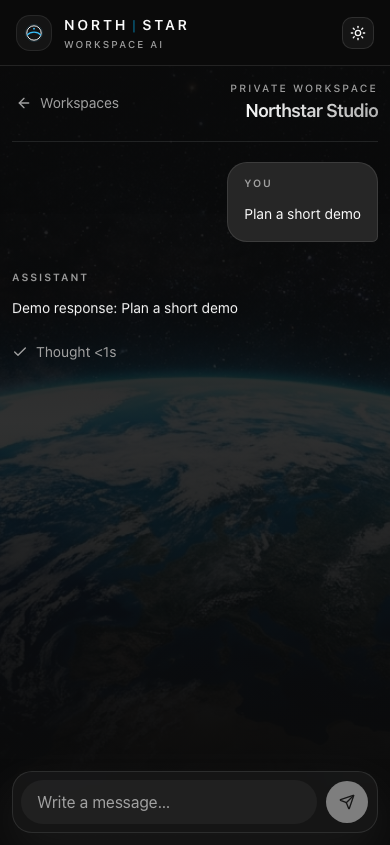 NORTH | STAR
WORKSPACE AI
Workspaces
PRIVATE WORKSPACE
Northstar Studio
YOU
Plan a short demo
ASSISTANT
Demo response: Plan a short demo
Thought <1s
Write a message...